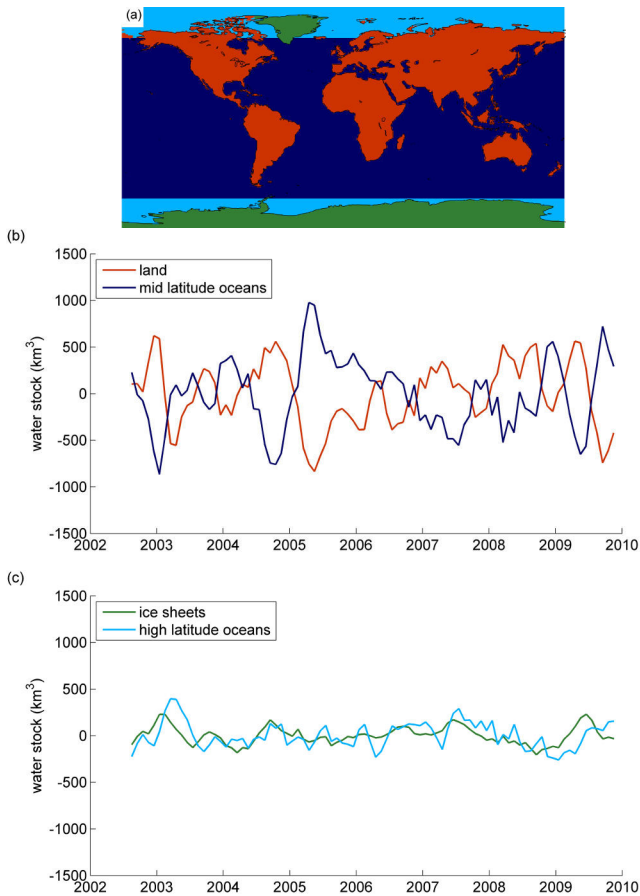 (a)
(b)
1500
land
mid latitude oceans
1000
500
0
-500
-1000
-1500
water stock (km³)
2002 2003 2004 2005 2006 2007 2008 2009 2010
(c)
1500
ice sheets
high latitude oceans
1000
500
0
-500
-1000
-1500
water stock (km³)
2002 2003 2004 2005 2006 2007 2008 2009 2010